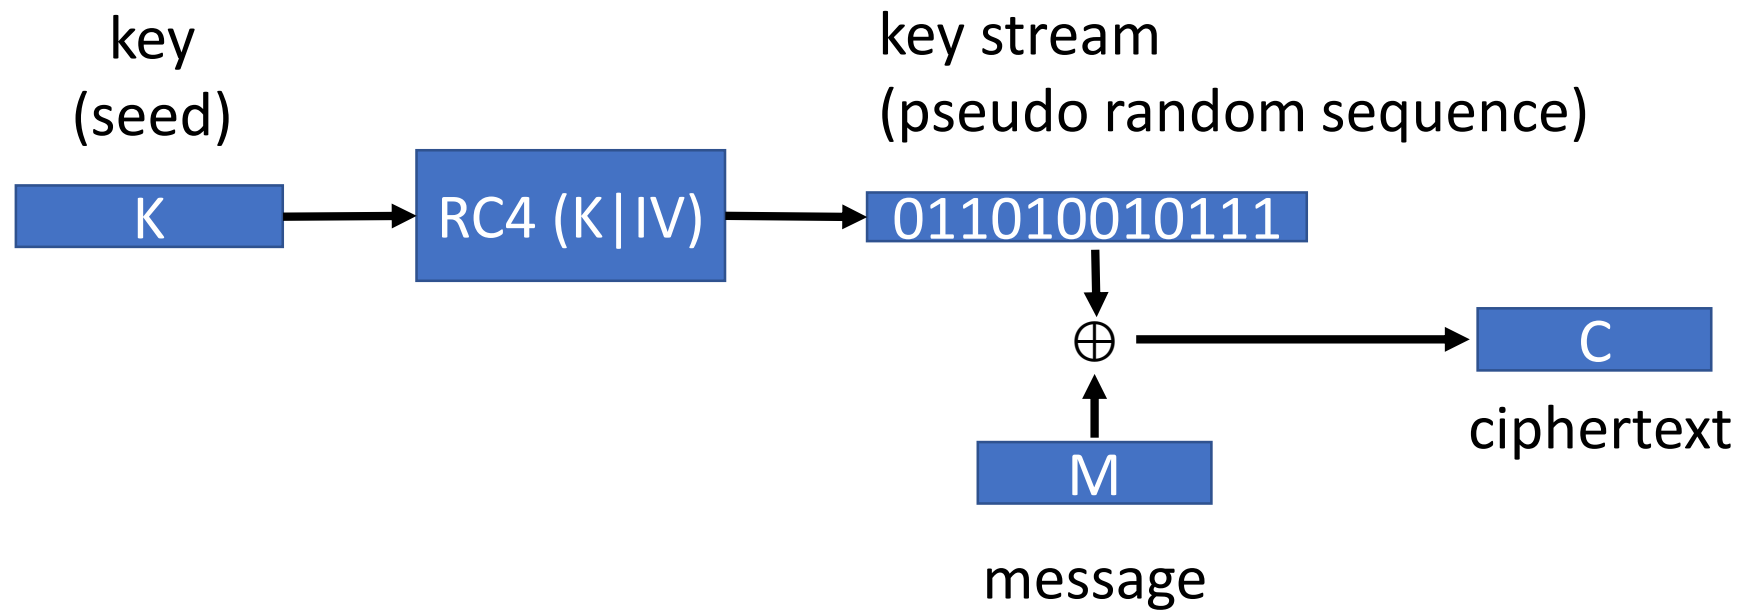 key
(seed)
key stream
(pseudo random sequence)
K
RC4 (K|IV)
011010010111
C
ciphertext
M
message